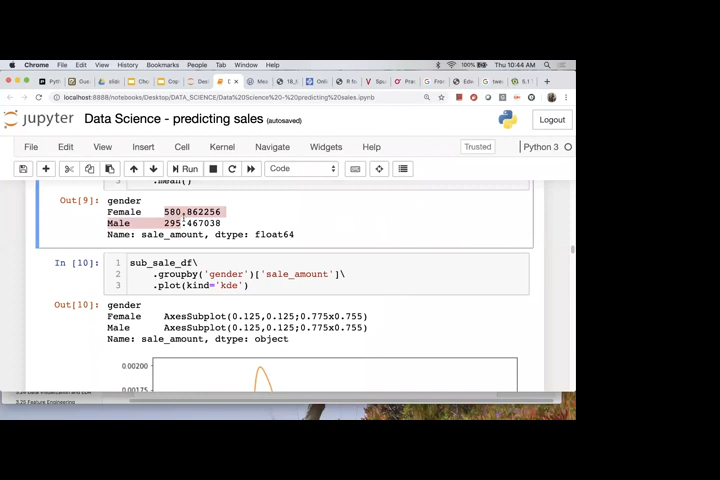 Chrome File Edit View History Bookmarks People Tab Window Help 100% Thu 10:44 AM
localhost:8888/notebooks/Desktop/DATA_SCIENCE/Data%20Science%20-%20predicting%20sales.ipynb
jupyter Data Science - predicting sales (autosaved) Logout
File Edit View Insert Cell Kernel Navigate Widgets Help Trusted Python 3
Run Code
3 .mean()
Out[9]: gender
Female 580.862256
Male 295.467038
Name: sale_amount, dtype: float64
In [10]: 1 sub_sale_df\
2 .groupby('gender')['sale_amount']\
3 .plot(kind='kde')
Out[10]: gender
Female AxesSubplot(0.125,0.125;0.775x0.755)
Male AxesSubplot(0.125,0.125;0.775x0.755)
Name: sale_amount, dtype: object
0.00200
0.00175
3.25 Feature Engineering